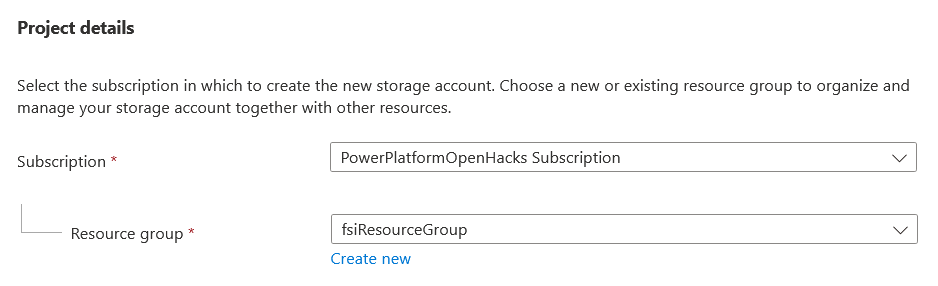 Project details
Select the subscription in which to create the new storage account. Choose a new or existing resource group to organize and
manage your storage account together with other resources.
Subscription *
PowerPlatformOpenHacks Subscription
Resource group *
fsiResourceGroup
Create new